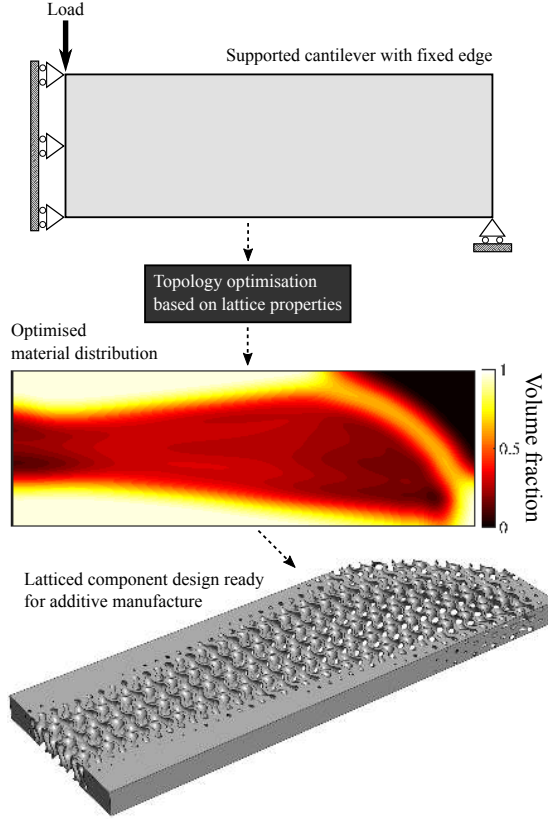 Load
Supported cantilever with fixed edge
Topology optimisation
based on lattice properties
Optimised
material distribution
1
0.5
0
Volume fraction
Latticed component design ready
for additive manufacture